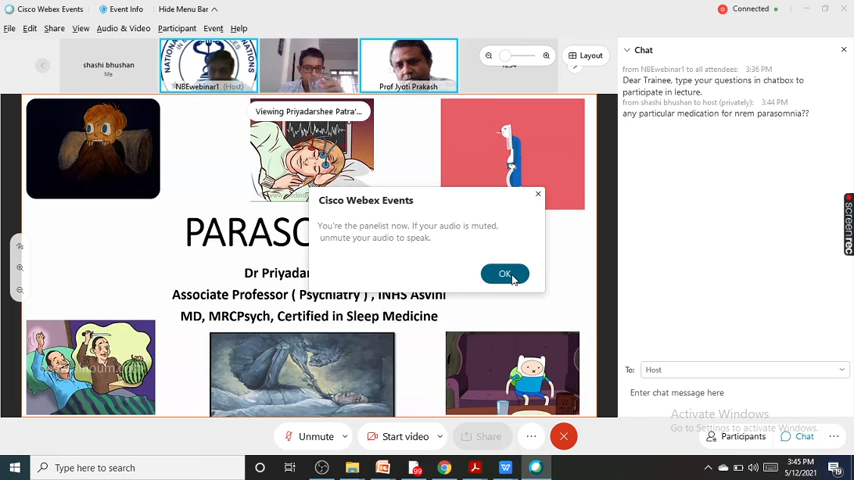 Cisco Webex Events
Event Info
Hide Menu Bar
Connected
File Edit Share View Audio & Video Participant Event Help
shashi bhushan
Me
NBEwebinar1 (Host)
Prof Jyoti Prakash
Layout
Viewing Priyadarshee Patra'...
PARASO
Dr Priyadar
Associate Professor ( Psychiatry ) , INHS Asvini
MD, MRCPsych, Certified in Sleep Medicine
Cisco Webex Events
You're the panelist now. If your audio is muted,
unmute your audio to speak.
OK
Chat
from NBEwebinar1 to all attendees: 3:36 PM
Dear Trainee, type your questions in chatbox to
participate in lecture.
from shashi bhushan to host (privately): 3:44 PM
any particular medication for nrem parasomnia??
screenrec
To: Host
Enter chat message here
Activate Windows
Go to Settings to activate Windows.
Unmute
Start video
Share
Participants
Chat
Type here to search
99
3:45 PM
5/12/2021
19